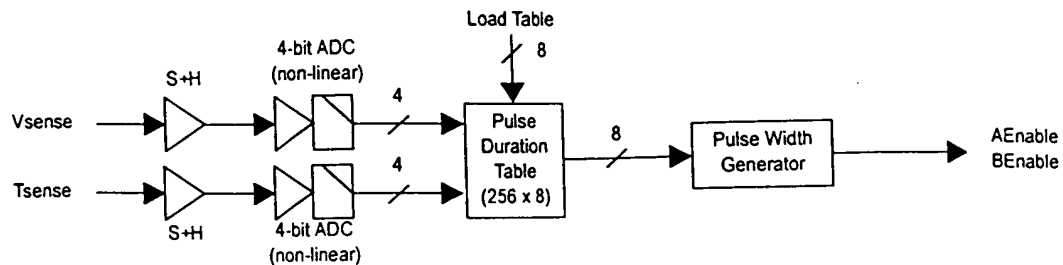 Load Table
8
4-bit ADC
(non-linear)
S+H
4
Vsense
Pulse
Duration
Table
(256 x 8)
8
Pulse Width
Generator
AEnable
BEnable
Tsense
4
S+H
4-bit ADC
(non-linear)